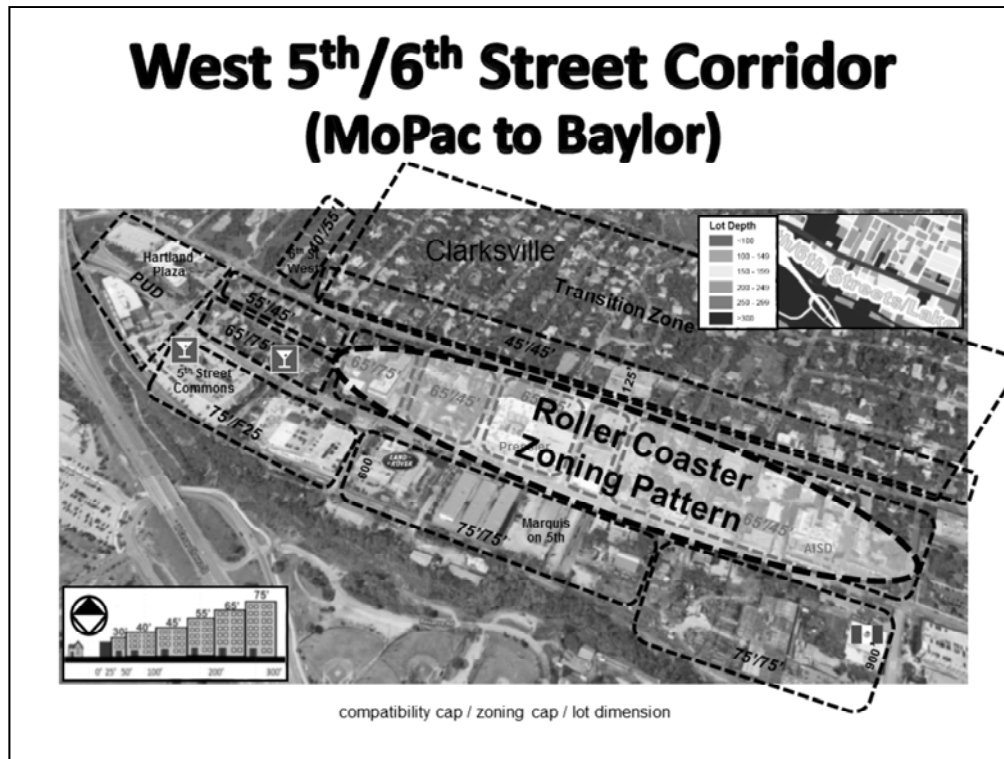 West 5th/6th Street Corridor
(MoPac to Baylor)
40'/55'
6th St
West
Clarksville
Transition Zone
Hartland
Plaza
PUD
55'/45'
65'/75'
5th Street
Commons
75'/F25
45'/45'
125'
65'/75'
65'/45'
Roller Coaster
Zoning Pattern
65'/45'
AISD
LAND
ROVER
600
Marquis
on 5th
75'/75'
75'/75'
900
Lot Depth
<100
100 - 149
150 - 199
200 - 249
250 - 299
>300
30'
40'
45'
55'
65'
75'
0' 25' 50' 100' 200' 300'
compatibility cap / zoning cap / lot dimension